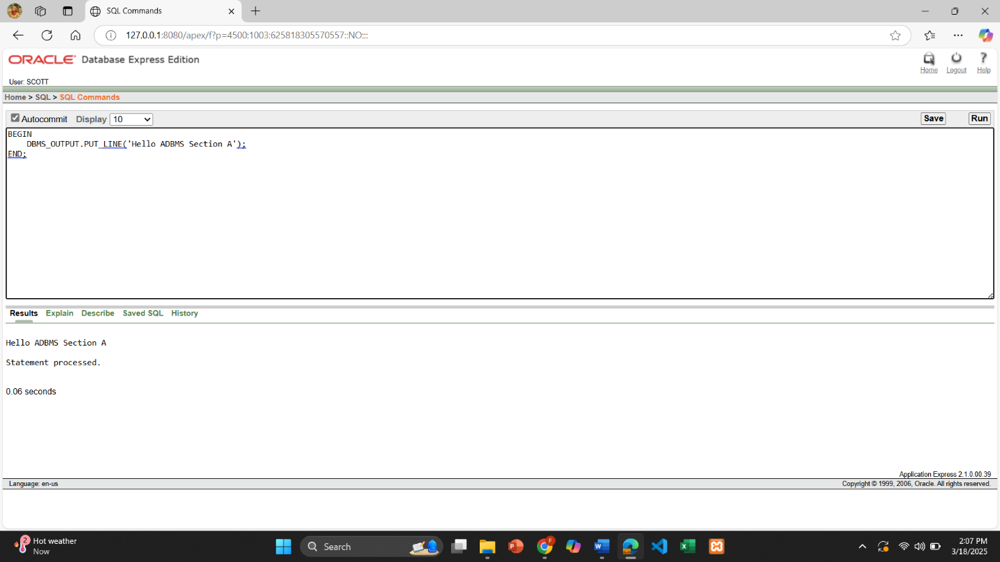 SQL Commands
127.0.0.1:8080/apex/f?p=4500:1003:625818305570557::NO:::
ORACLE Database Express Edition
Home Logout Help
User: SCOTT
Home > SQL > SQL Commands
Autocommit Display 10 Save Run
BEGIN
DBMS_OUTPUT.PUT_LINE('Hello ADBMS Section A');
END;
Results Explain Describe Saved SQL History
Hello ADBMS Section A
Statement processed.
0.06 seconds
Application Express 2.1.0.00.39
Language: en-us Copyright © 1999, 2006, Oracle. All rights reserved.
2 Hot weather
Now
Search
2:07 PM
3/18/2025